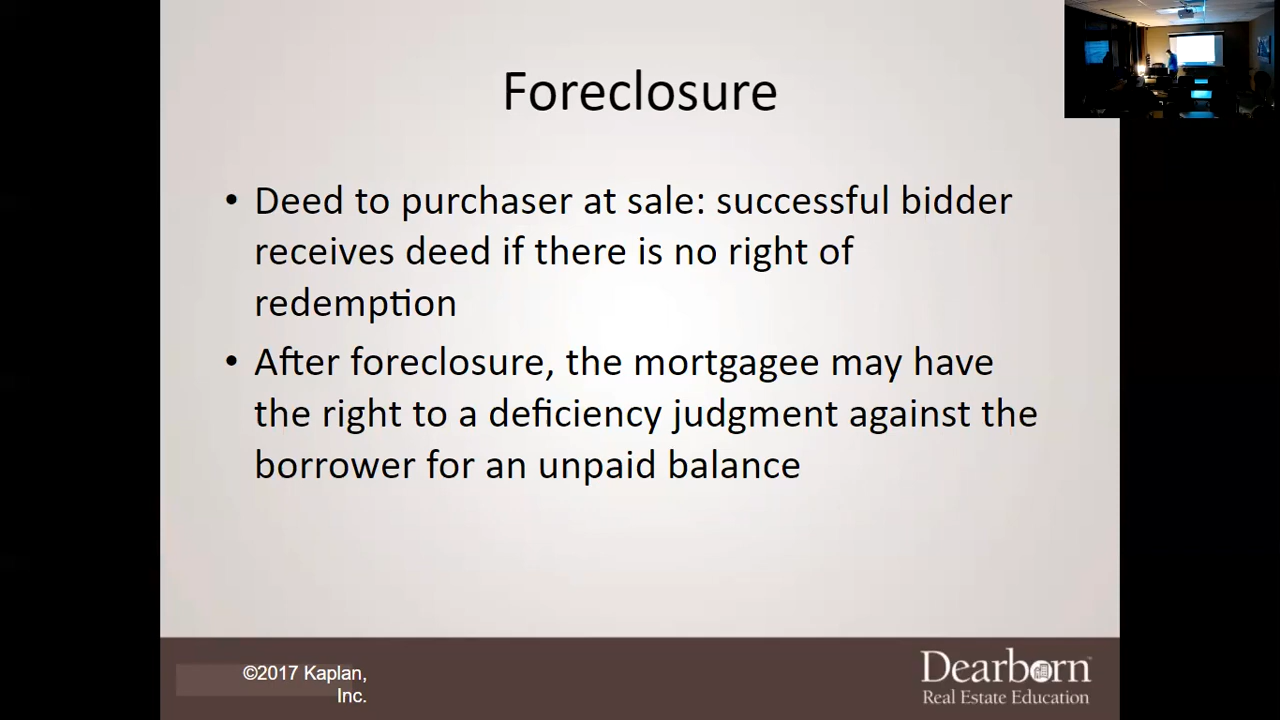 Foreclosure
• Deed to purchaser at sale: successful bidder
receives deed if there is no right of
redemption
• After foreclosure, the mortgagee may have
the right to a deficiency judgment against the
borrower for an unpaid balance
©2017 Kaplan,
Inc.
Dearborn™
Real Estate Education